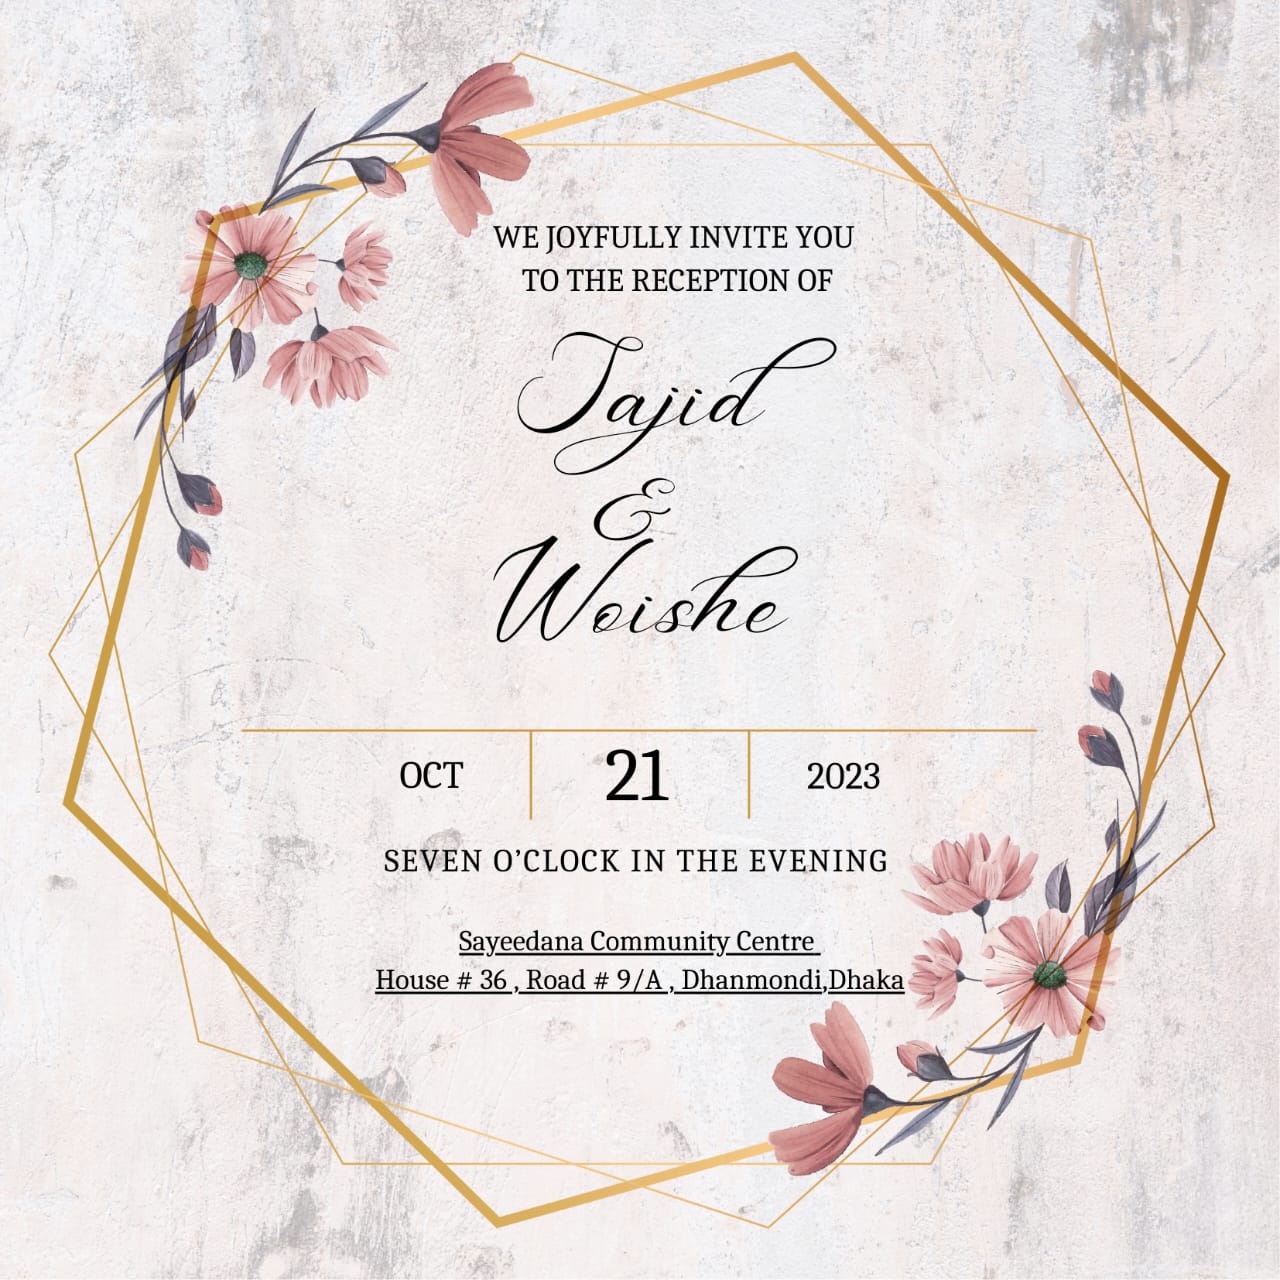 WE JOYFULLY INVITE YOU
TO THE RECEPTION OF
Sajid
&
Woishe
OCT 21 2023
SEVEN O’CLOCK IN THE EVENING
Sayeedana Community Centre
House # 36 , Road # 9/A , Dhanmondi,Dhaka